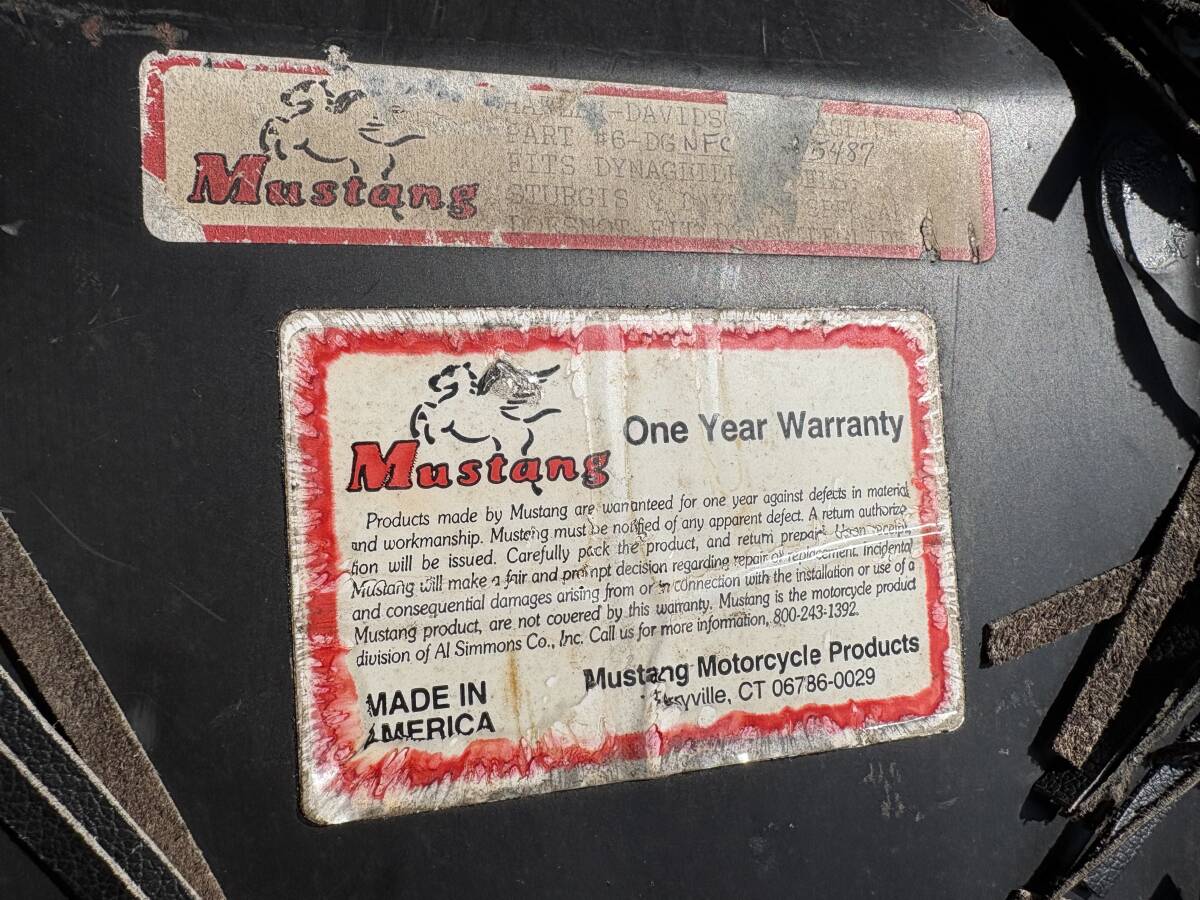 Mustang
PART #6-DGNFC 5487
FITS
STURGIS
Mustang
One Year Warranty
Products made by Mustang are warranteed for one year against defects in material
and workmanship. Mustang must be notified of any apparent defect. A return authoriza-
tion will be issued. Carefully pack the product, and return prepaid. Upon receipt,
Mustang will make a fair and prompt decision regarding repair or replacement. Incidental
and consequential damages arising from or in connection with the installation or use of a
Mustang product, are not covered by this warranty. Mustang is the motorcycle product
division of Al Simmons Co., Inc. Call us for more information, 800-243-1392.
MADE IN
AMERICA
Mustang Motorcycle Products
CT 06786-0029